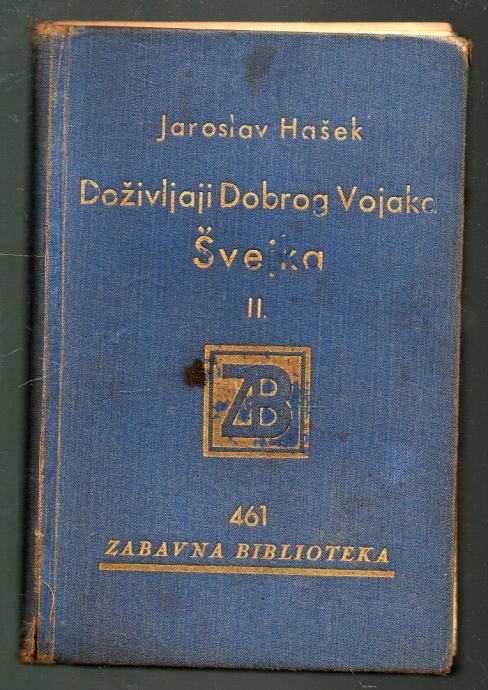 Jaroslav Hašek
Doživljaji Dobrog Vojaka
Švejka
II.
ZB
461
ZABAVNA BIBLIOTEKA